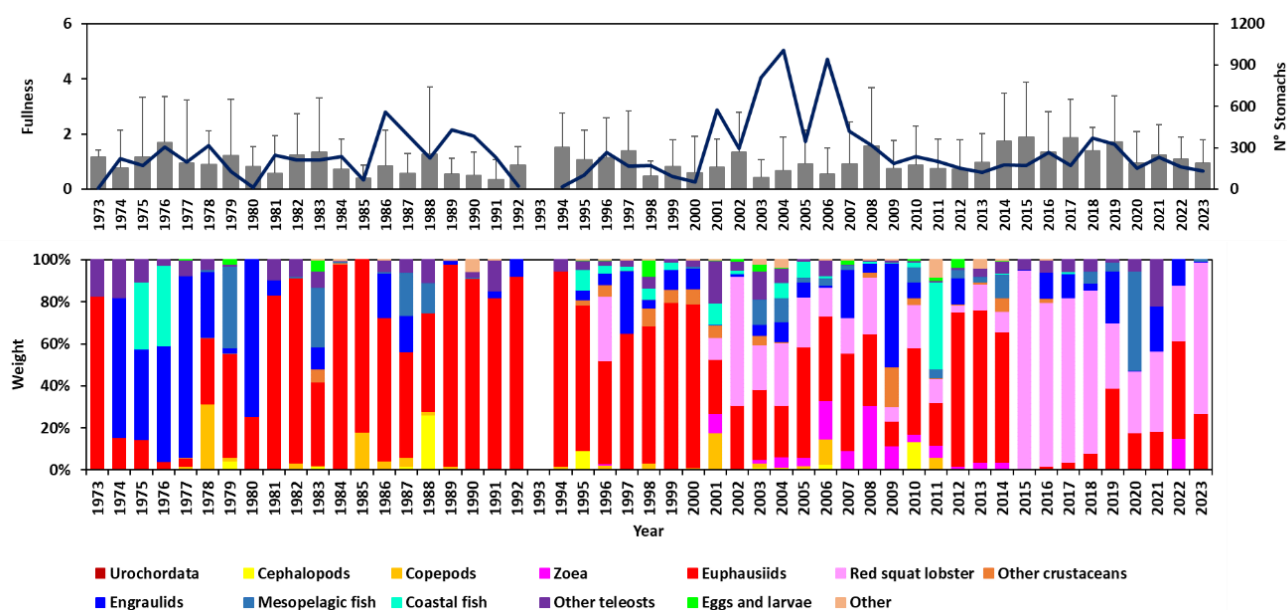 6
4
2
0
Fullness
1200
900
600
300
0
N° Stomachs
1973 1974 1975 1976 1977 1978 1979 1980 1981 1982 1983 1984 1985 1986 1987 1988 1989 1990 1991 1992 1993 1994 1995 1996 1997 1998 1999 2000 2001 2002 2003 2004 2005 2006 2007 2008 2009 2010 2011 2012 2013 2014 2015 2016 2017 2018 2019 2020 2021 2022 2023
100%
80%
60%
40%
20%
0%
Weight
1973 1974 1975 1976 1977 1978 1979 1980 1981 1982 1983 1984 1985 1986 1987 1988 1989 1990 1991 1992 1993 1994 1995 1996 1997 1998 1999 2000 2001 2002 2003 2004 2005 2006 2007 2008 2009 2010 2011 2012 2013 2014 2015 2016 2017 2018 2019 2020 2021 2022 2023
Year
Urochordata Cephalopods Copepods Zoea Euphausiids Red squat lobster Other crustaceans
Engraulids Mesopelagic fish Coastal fish Other teleosts Eggs and larvae Other